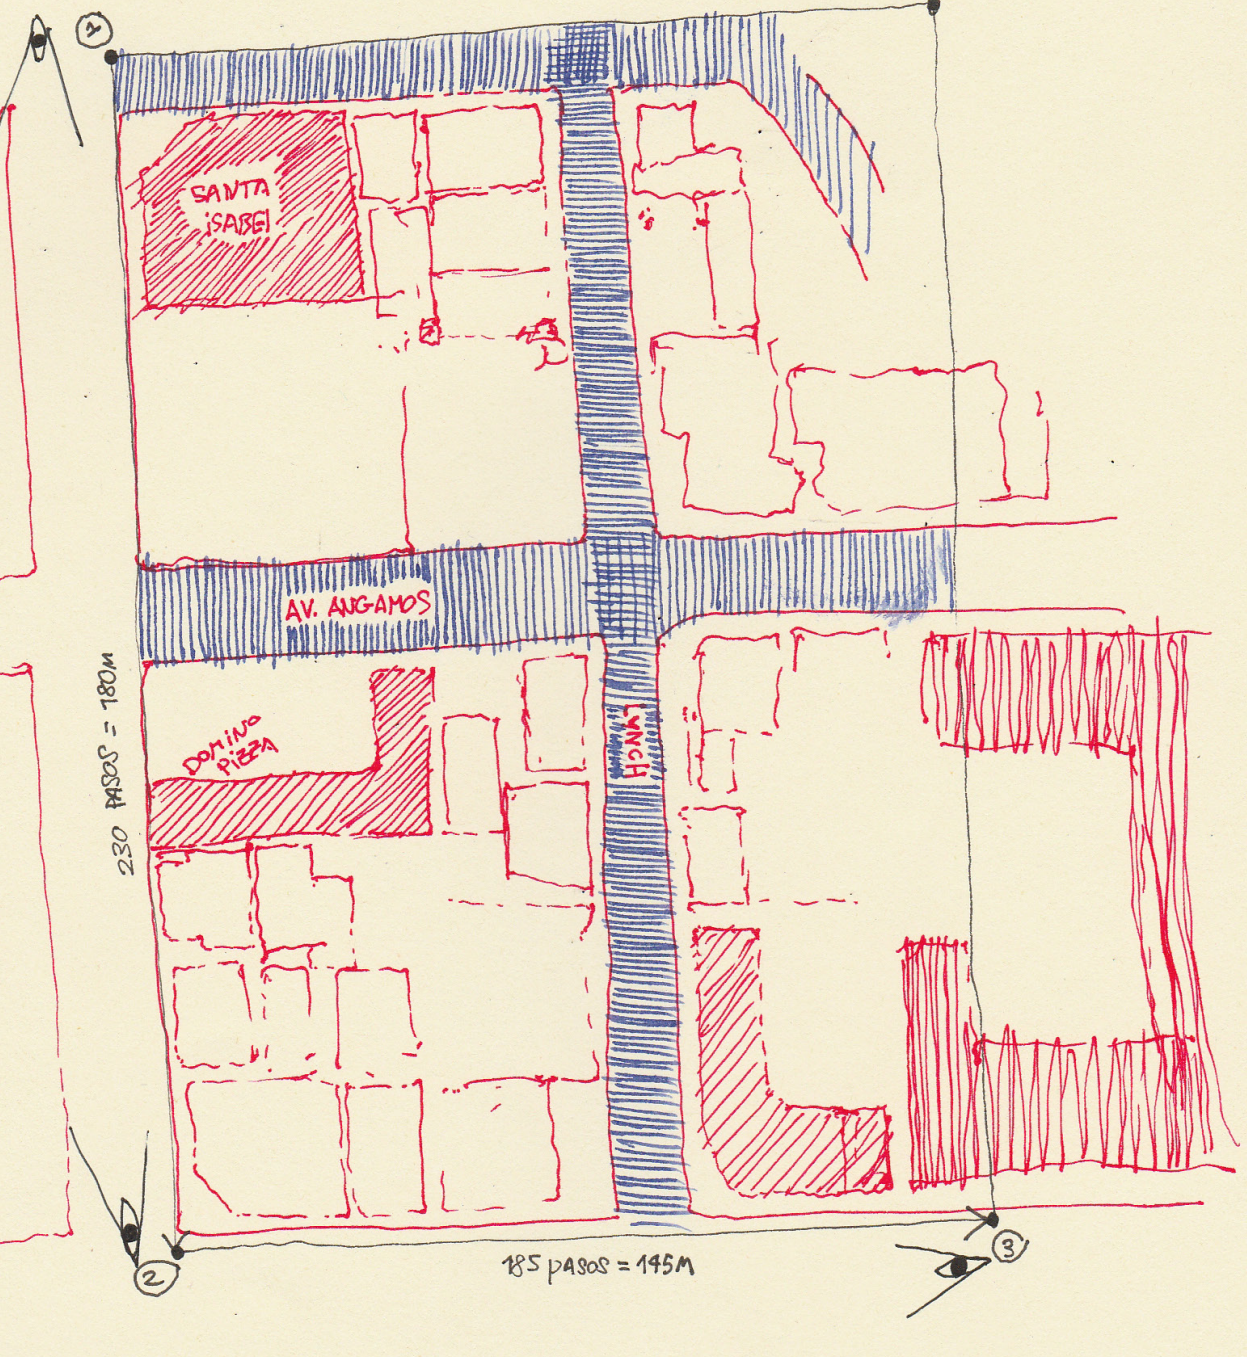 1
SANTA
iSABEl
AV. ANGAMOS
DOMiNO
PiZZA
LYNCH
230 PASOS = 180M
185 pASOS = 145M
2
3